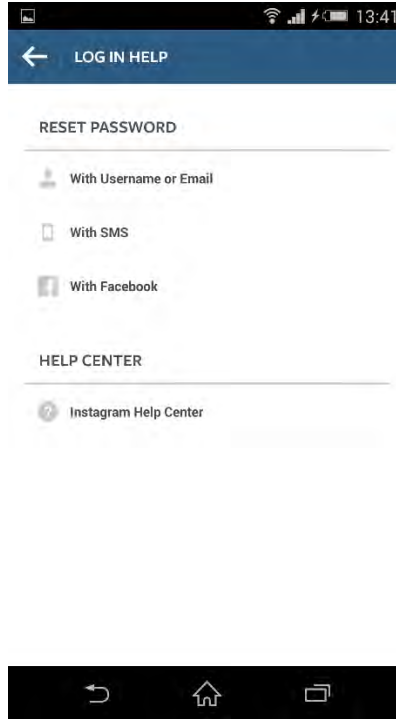 13:41
LOG IN HELP
RESET PASSWORD
With Username or Email
With SMS
With Facebook
HELP CENTER
Instagram Help Center